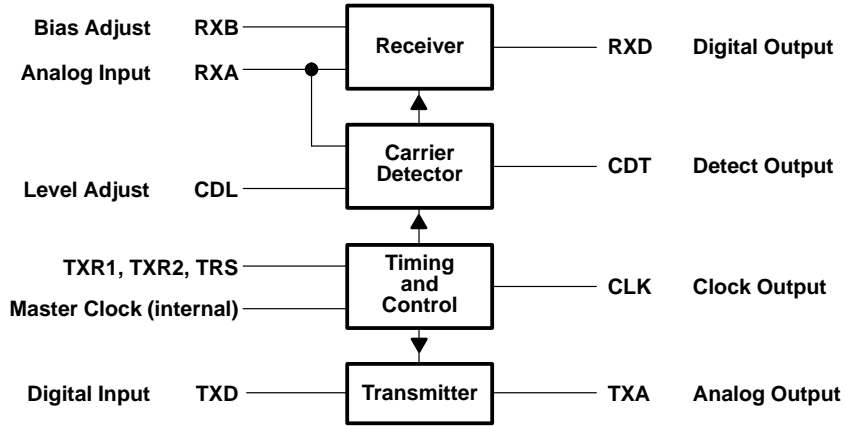 Bias Adjust RXB
Receiver
RXD Digital Output
Analog Input RXA
Carrier
Detector
CDT Detect Output
Level Adjust CDL
TXR1, TXR2, TRS
Timing
and
Control
CLK Clock Output
Master Clock (internal)
Digital Input TXD
Transmitter
TXA Analog Output